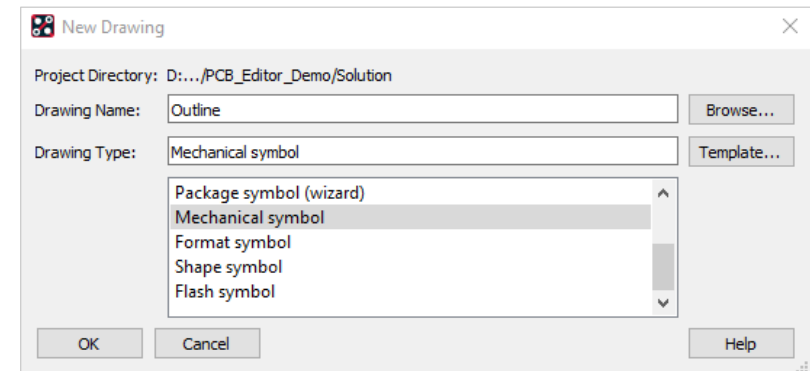 New Drawing
Project Directory: D:.../PCB_Editor_Demo/Solution
Drawing Name: Outline Browse...
Drawing Type: Mechanical symbol Template...
Package symbol (wizard)
Mechanical symbol
Format symbol
Shape symbol
Flash symbol
OK Cancel Help